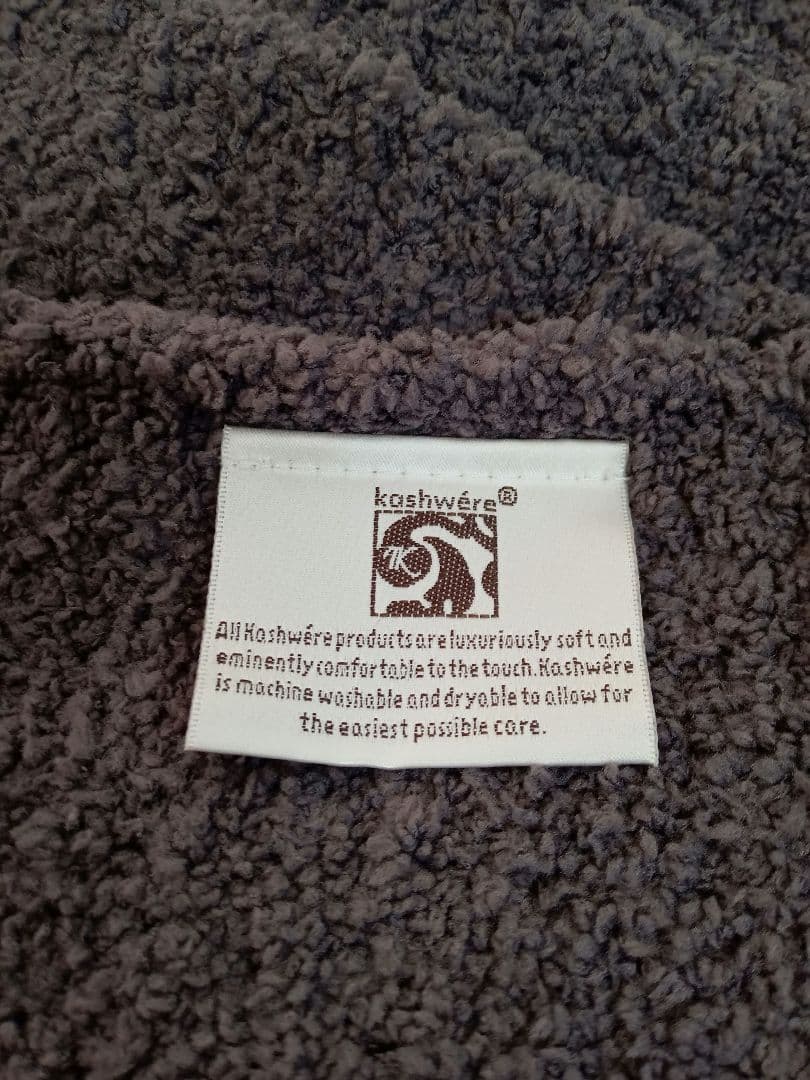 kashwére®
TK
All Kashwére products are luxuriously soft and
eminently comfortable to the touch. Kashwére
is machine washable and dryable to allow for
the easiest possible care.